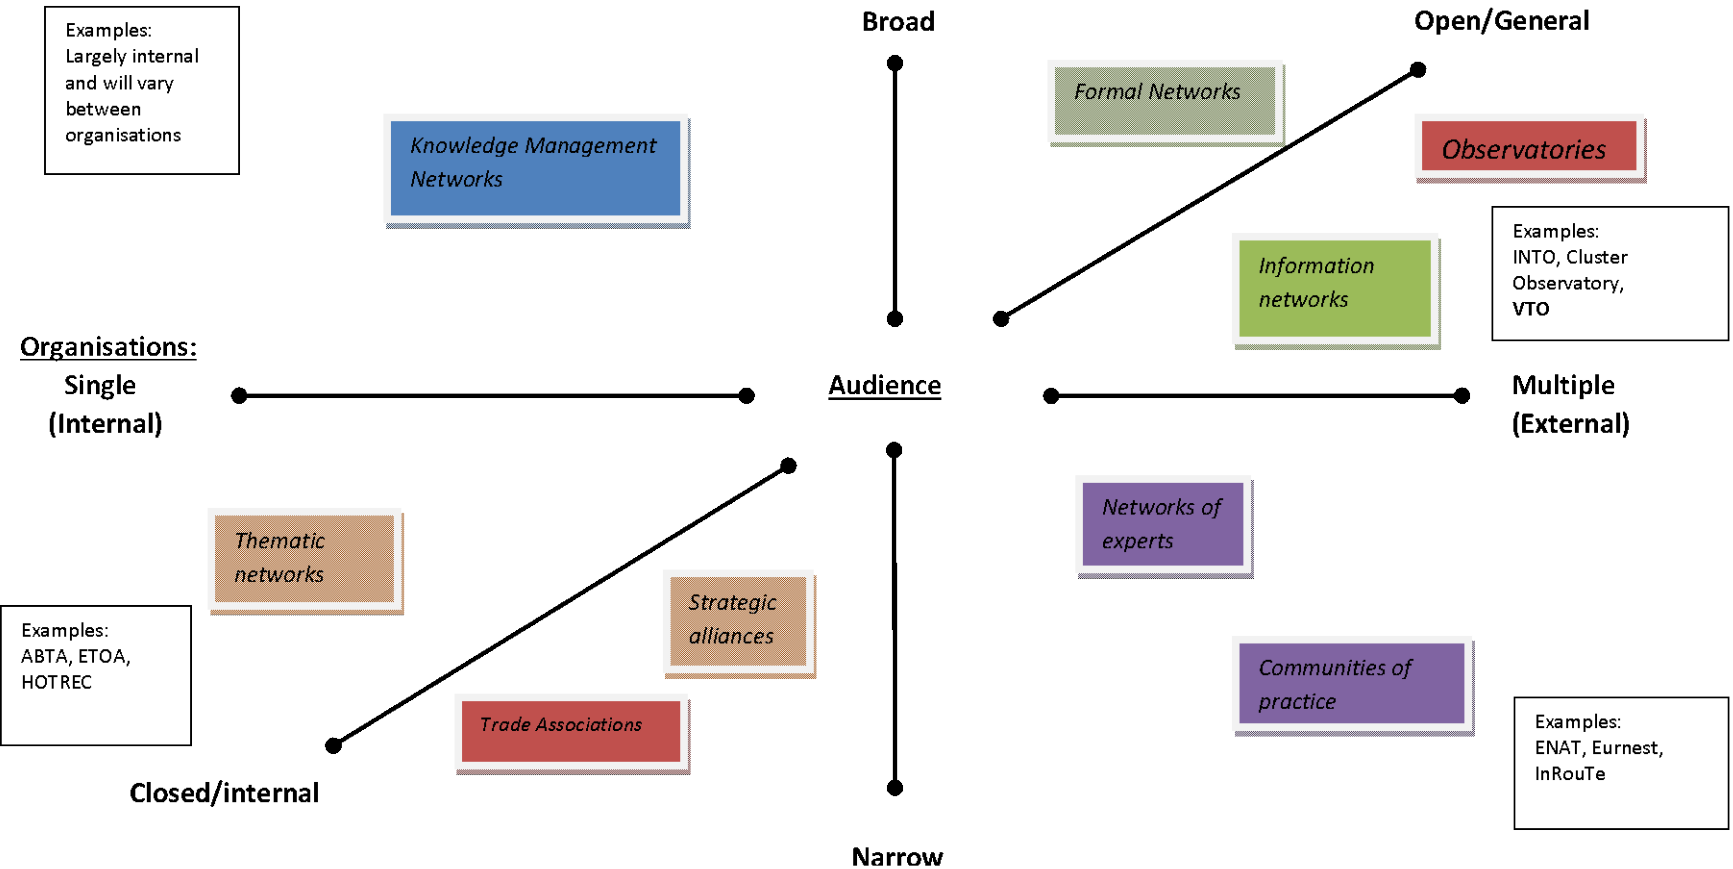 Broad
Open/General
Examples:
Largely internal
and will vary
between
organisations
Formal Networks
Knowledge Management
Networks
Observatories
Examples:
INTO, Cluster
Observatory,
VTO
Information
networks
Organisations:
Single
(Internal)
Audience
Multiple
(External)
Thematic
networks
Networks of
experts
Strategic
alliances
Examples:
ABTA, ETOA,
HOTREC
Communities of
practice
Trade Associations
Examples:
ENAT, Eurnest,
InRouTe
Closed/internal
Narrow